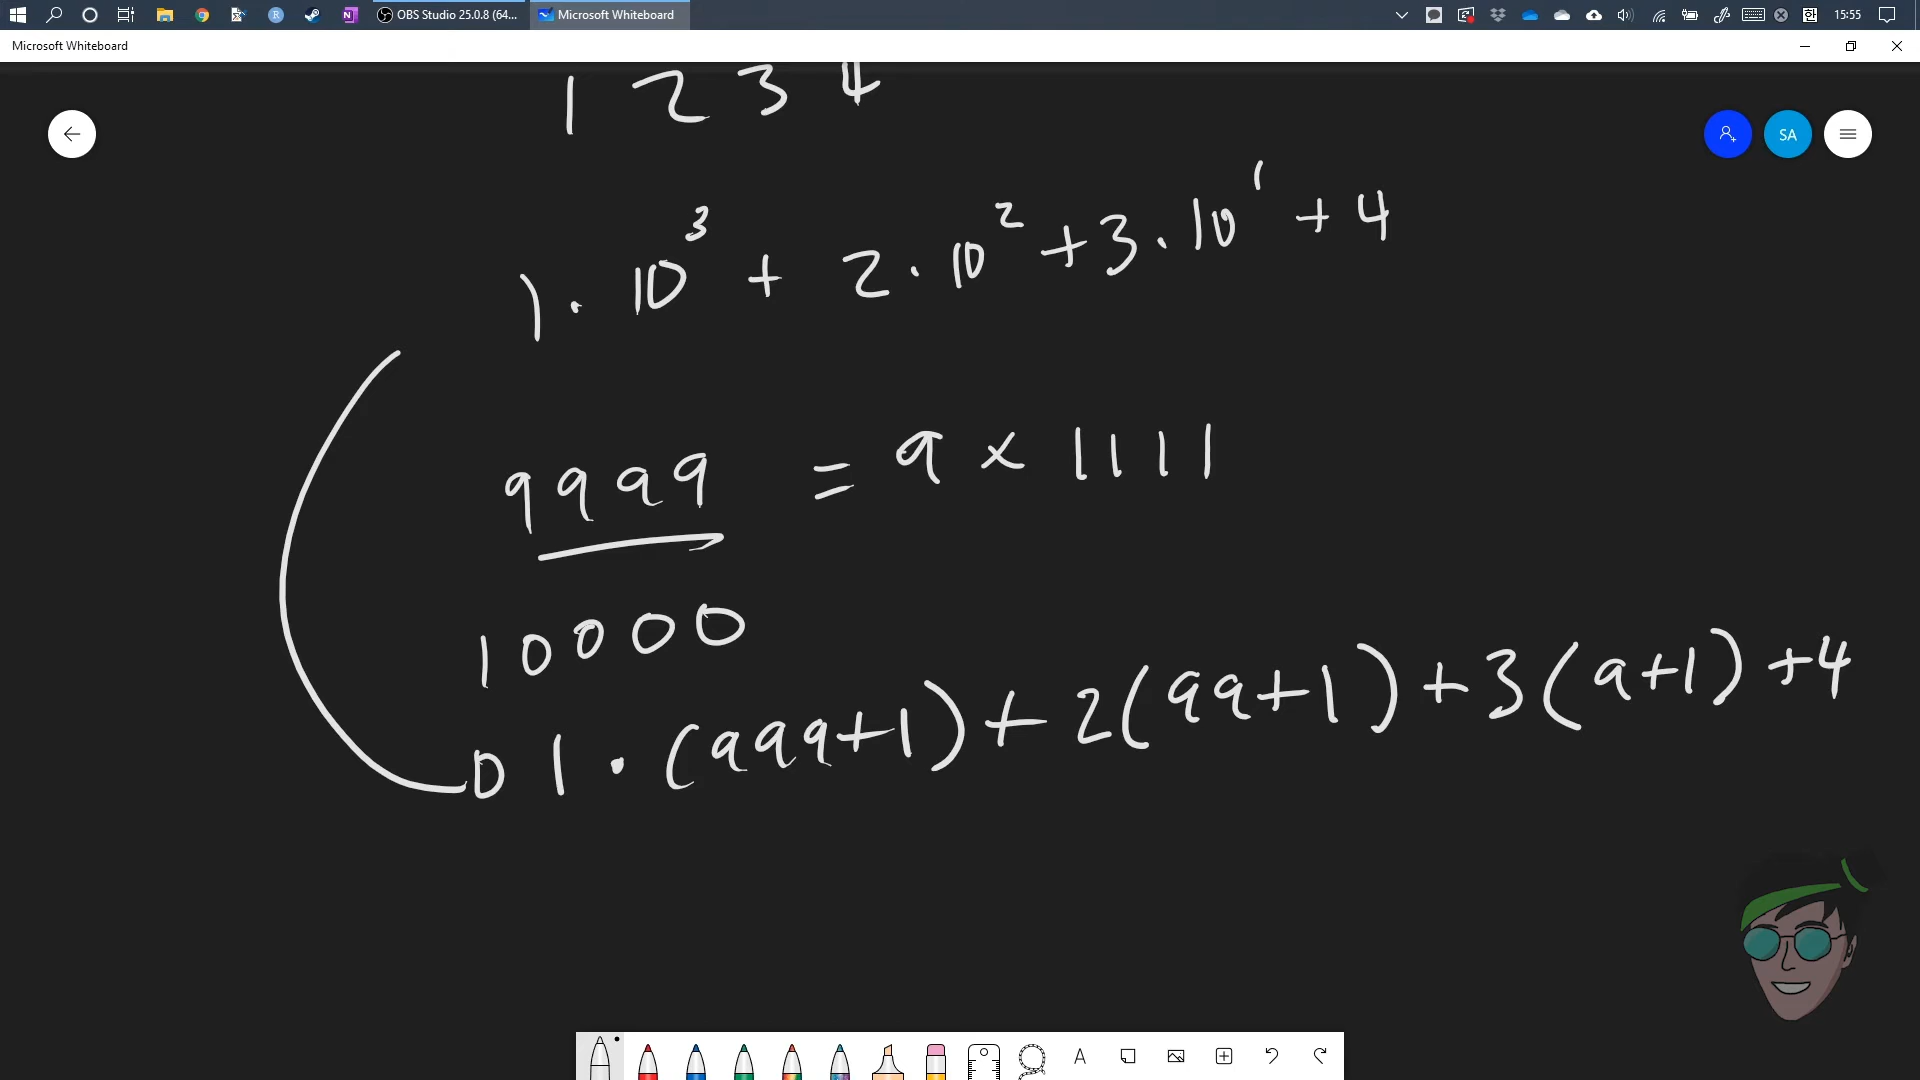 OBS Studio 25.0.8 (64... Microsoft Whiteboard 15:55
Microsoft Whiteboard
SA
1 2 3 4
1 · 10³ + 2 · 10² + 3 · 10¹ + 4
9999 = 9 × 1111
10000
0 1 · (999+1) + 2(99+1) + 3(9+1) + 4